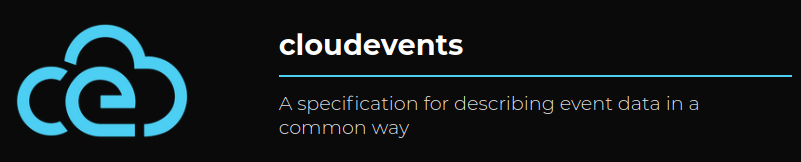 cloudevents
A specification for describing event data in a
common way